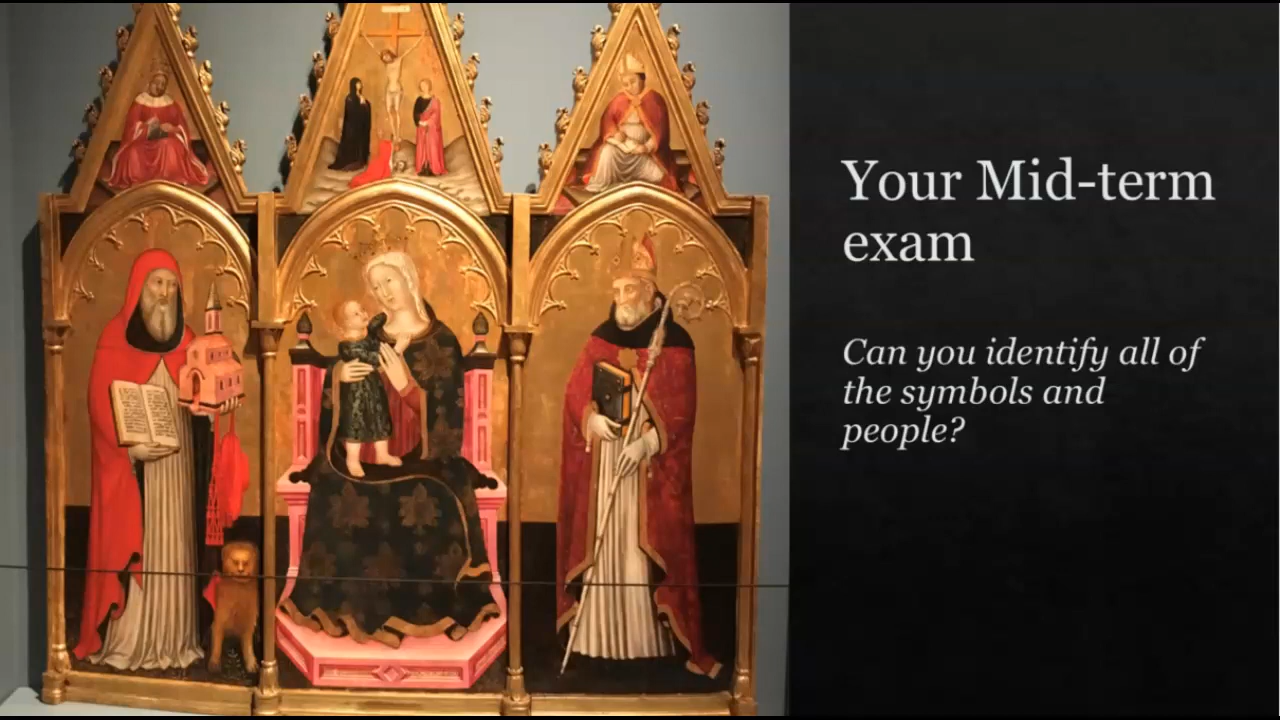 Your Mid-term
exam
Can you identify all of
the symbols and
people?